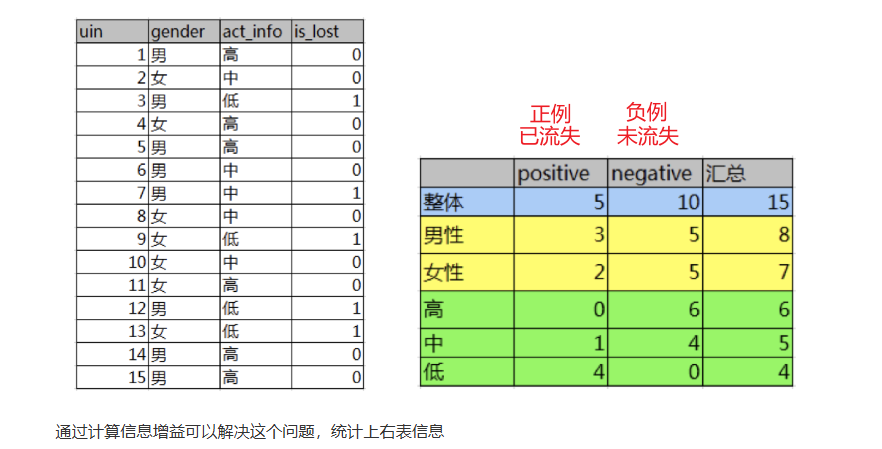 uin gender act_info is_lost
1 男 高 0
2 女 中 0
3 男 低 1
4 女 高 0
5 男 高 0
6 男 中 0
7 男 中 1
8 女 中 0
9 女 低 1
10 女 中 0
11 女 高 0
12 男 低 1
13 女 低 1
14 男 高 0
15 男 高 0
正例 负例
已流失 未流失
positive negative 汇总
整体 5 10 15
男性 3 5 8
女性 2 5 7
高 0 6 6
中 1 4 5
低 4 0 4
通过计算信息增益可以解决这个问题，统计上右表信息